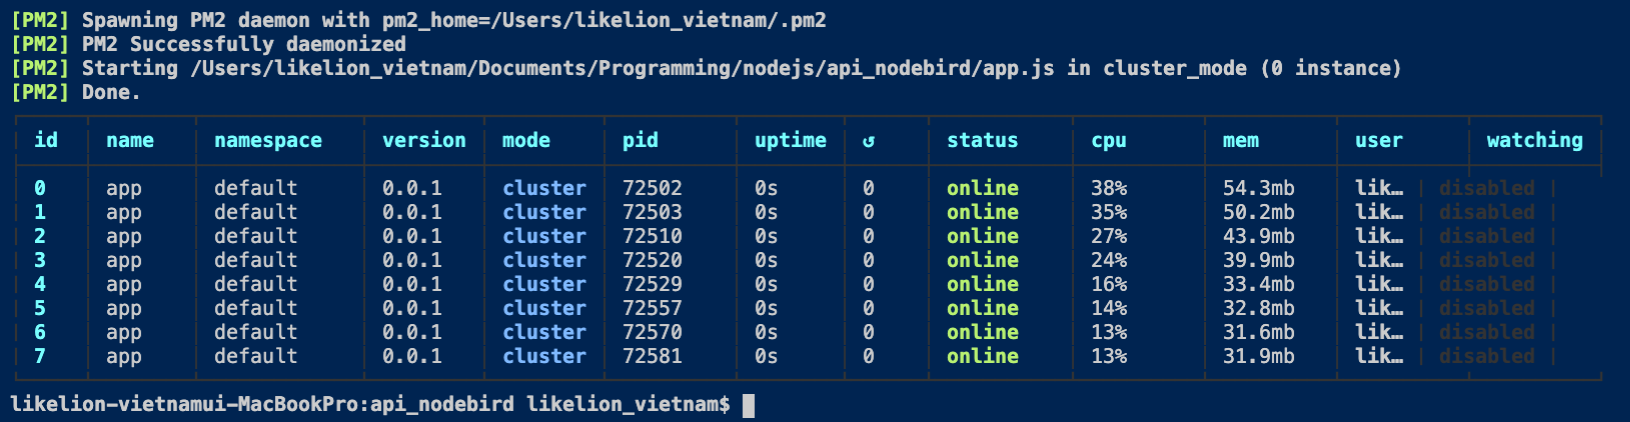 [PM2] Spawning PM2 daemon with pm2_home=/Users/likelion_vietnam/.pm2
[PM2] PM2 Successfully daemonized
[PM2] Starting /Users/likelion_vietnam/Documents/Programming/nodejs/api_nodebird/app.js in cluster_mode (0 instance)
[PM2] Done.
id name namespace version mode pid uptime ↺ status cpu mem user watching
0 app default 0.0.1 cluster 72502 0s 0 online 38% 54.3mb lik… disabled
1 app default 0.0.1 cluster 72503 0s 0 online 35% 50.2mb lik… disabled
2 app default 0.0.1 cluster 72510 0s 0 online 27% 43.9mb lik… disabled
3 app default 0.0.1 cluster 72520 0s 0 online 24% 39.9mb lik… disabled
4 app default 0.0.1 cluster 72529 0s 0 online 16% 33.4mb lik… disabled
5 app default 0.0.1 cluster 72557 0s 0 online 14% 32.8mb lik… disabled
6 app default 0.0.1 cluster 72570 0s 0 online 13% 31.6mb lik… disabled
7 app default 0.0.1 cluster 72581 0s 0 online 13% 31.9mb lik… disabled
likelion-vietnamui-MacBookPro:api_nodebird likelion_vietnam$